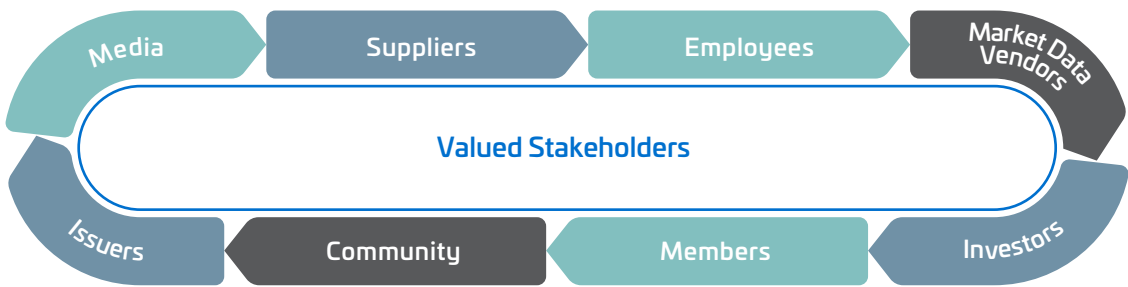 Media
Suppliers
Employees
Market Data
Vendors
Valued Stakeholders
Issuers
Community
Members
Investors